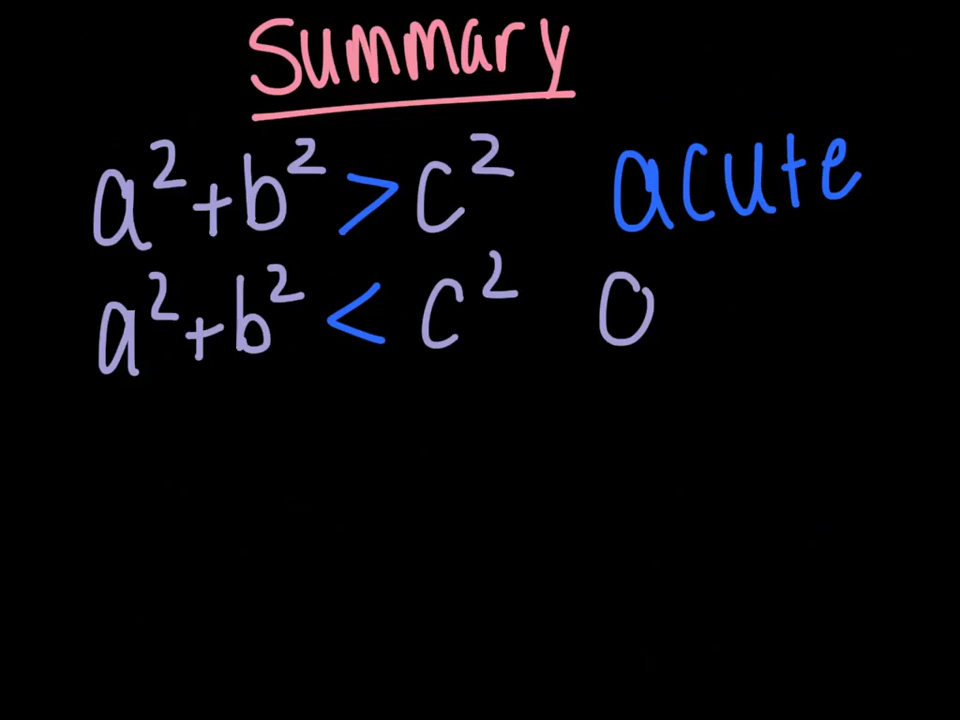 Summary
a² + b² > c² acute
a² + b² < c² O